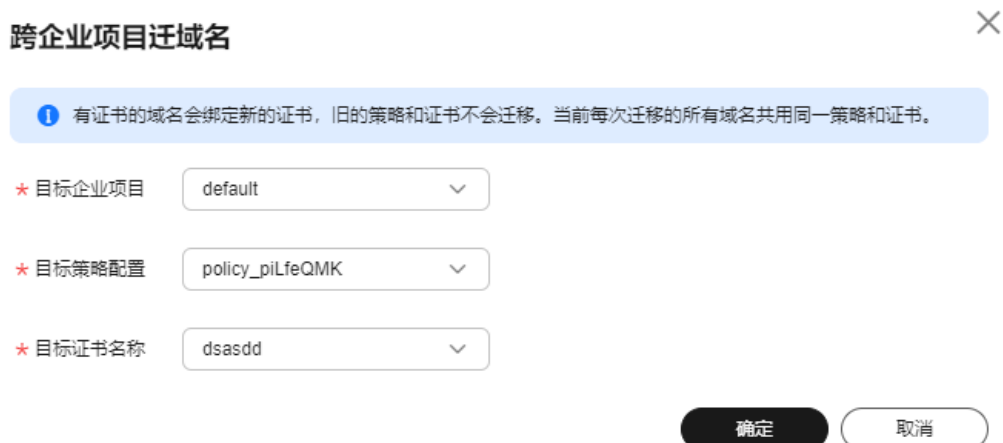 跨企业项目迁域名
有证书的域名会绑定新的证书，旧的策略和证书不会迁移。当前每次迁移的所有域名共用同一策略和证书。
* 目标企业项目 default
* 目标策略配置 policy_piLfeQMK
* 目标证书名称 dsasdd
确定 取消